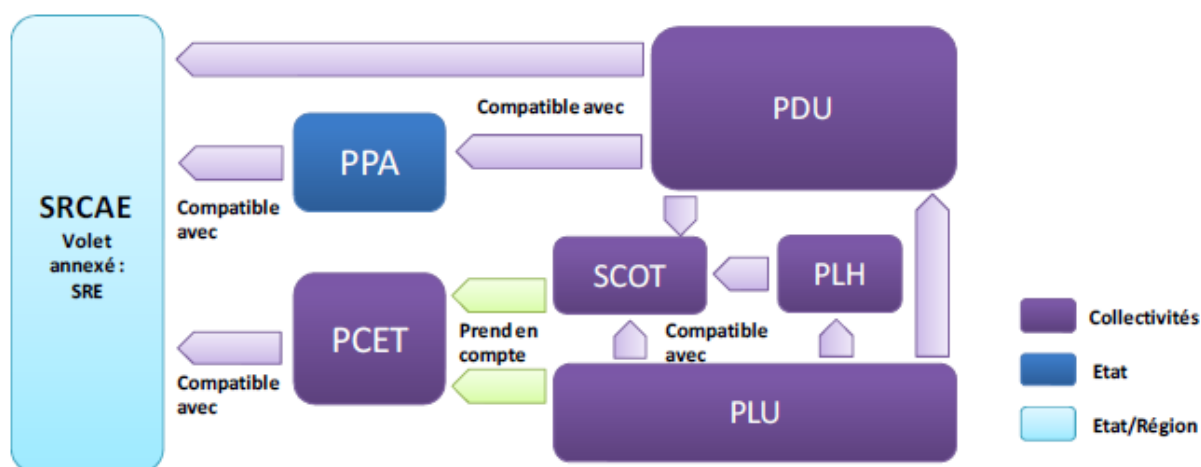 PDU
Compatible avec
PPA
SRCAE
Volet
annexé :
SRE
Compatible
avec
SCOT
PLH
PCET
Prend en
compte
Compatible
avec
Compatible
avec
PLU
Collectivités
Etat
Etat/Région